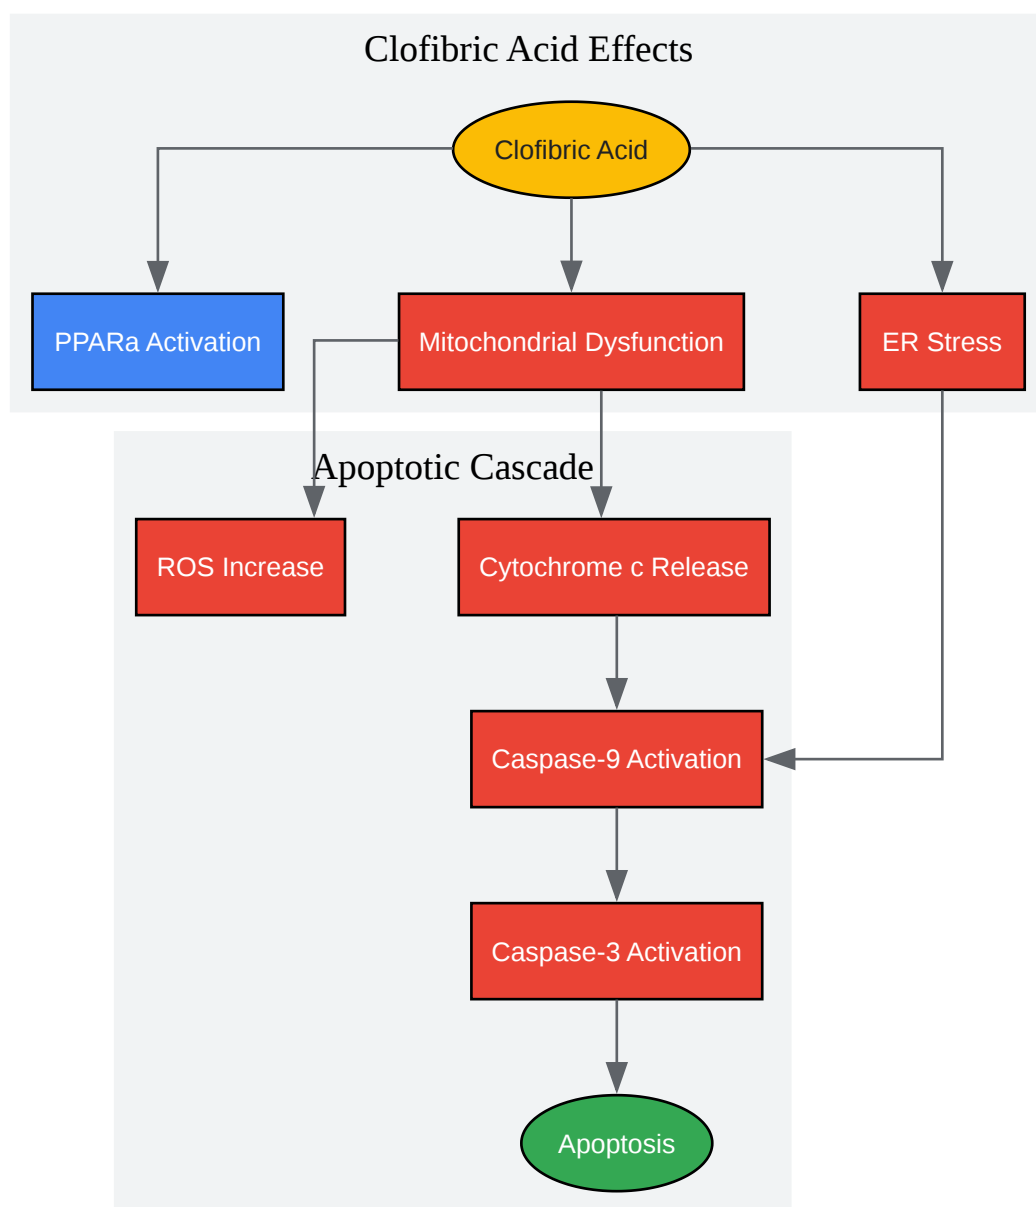 Clofibric Acid Effects
Clofibric Acid
PPARa Activation
Mitochondrial Dysfunction
ER Stress
Apoptotic Cascade
ROS Increase
Cytochrome c Release
Caspase-9 Activation
Caspase-3 Activation
Apoptosis